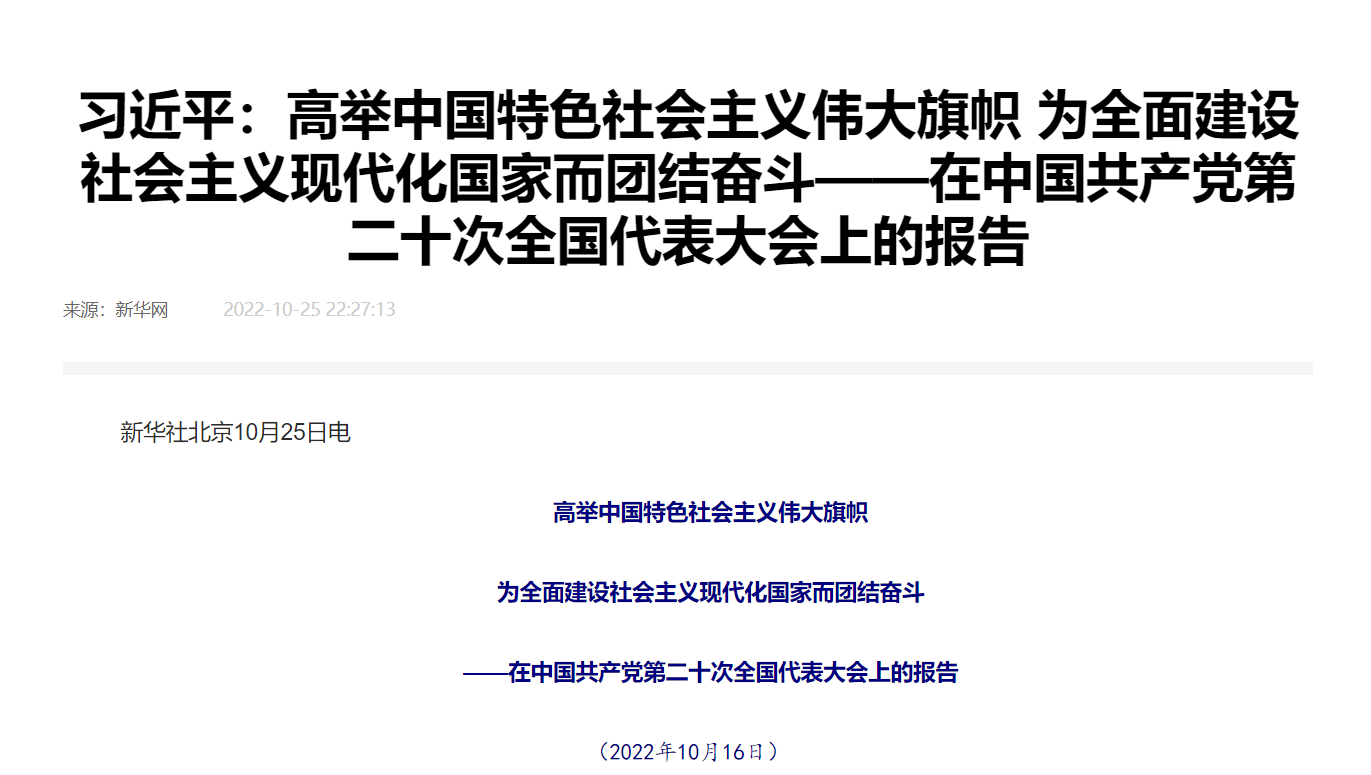 习近平：高举中国特色社会主义伟大旗帜 为全面建设
社会主义现代化国家而团结奋斗——在中国共产党第
二十次全国代表大会上的报告
来源：新华网 2022-10-25 22:27:13
新华社北京10月25日电
高举中国特色社会主义伟大旗帜
为全面建设社会主义现代化国家而团结奋斗
——在中国共产党第二十次全国代表大会上的报告
（2022年10月16日）